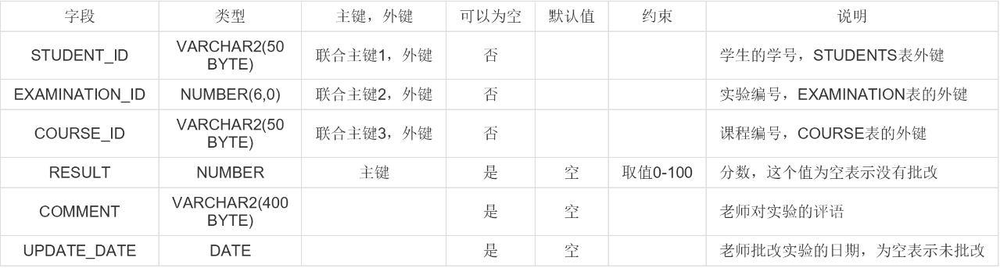 字段 类型 主键，外键 可以为空 默认值 约束 说明
STUDENT_ID VARCHAR2(50 BYTE) 联合主键1，外键 否 学生的学号，STUDENTS表外键
EXAMINATION_ID NUMBER(6,0) 联合主键2，外键 否 实验编号，EXAMINATION表的外键
COURSE_ID VARCHAR2(50 BYTE) 联合主键3，外键 否 课程编号，COURSE表的外键
RESULT NUMBER 主键 是 空 取值0-100 分数，这个值为空表示没有批改
COMMENT VARCHAR2(400 BYTE) 是 空 老师对实验的评语
UPDATE_DATE DATE 是 空 老师批改实验的日期，为空表示未批改